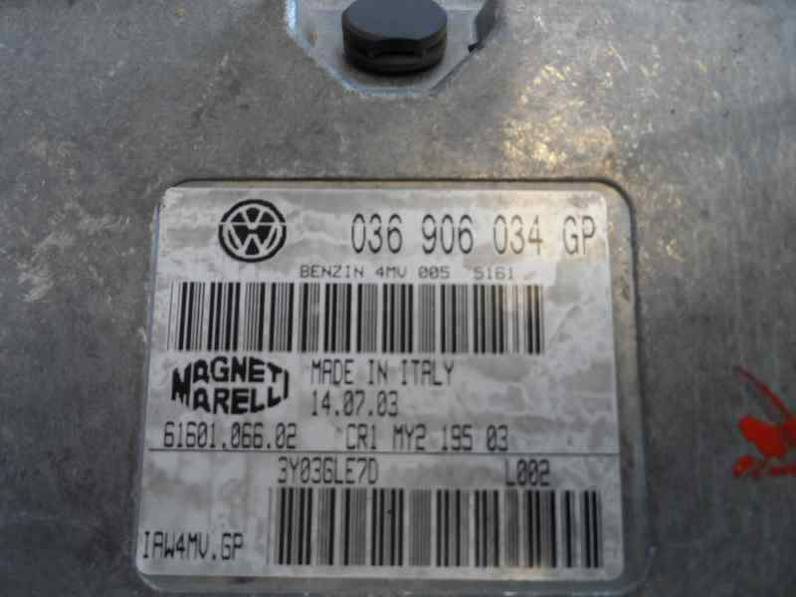 036 906 034 GP
BENZIN 4MV 005 5161
MAGNETI MARELLI
MADE IN ITALY
14.07.03
61601.066.02 CR1 MY2 195 03
3Y03GLE7D L002
IAW4MV.GP